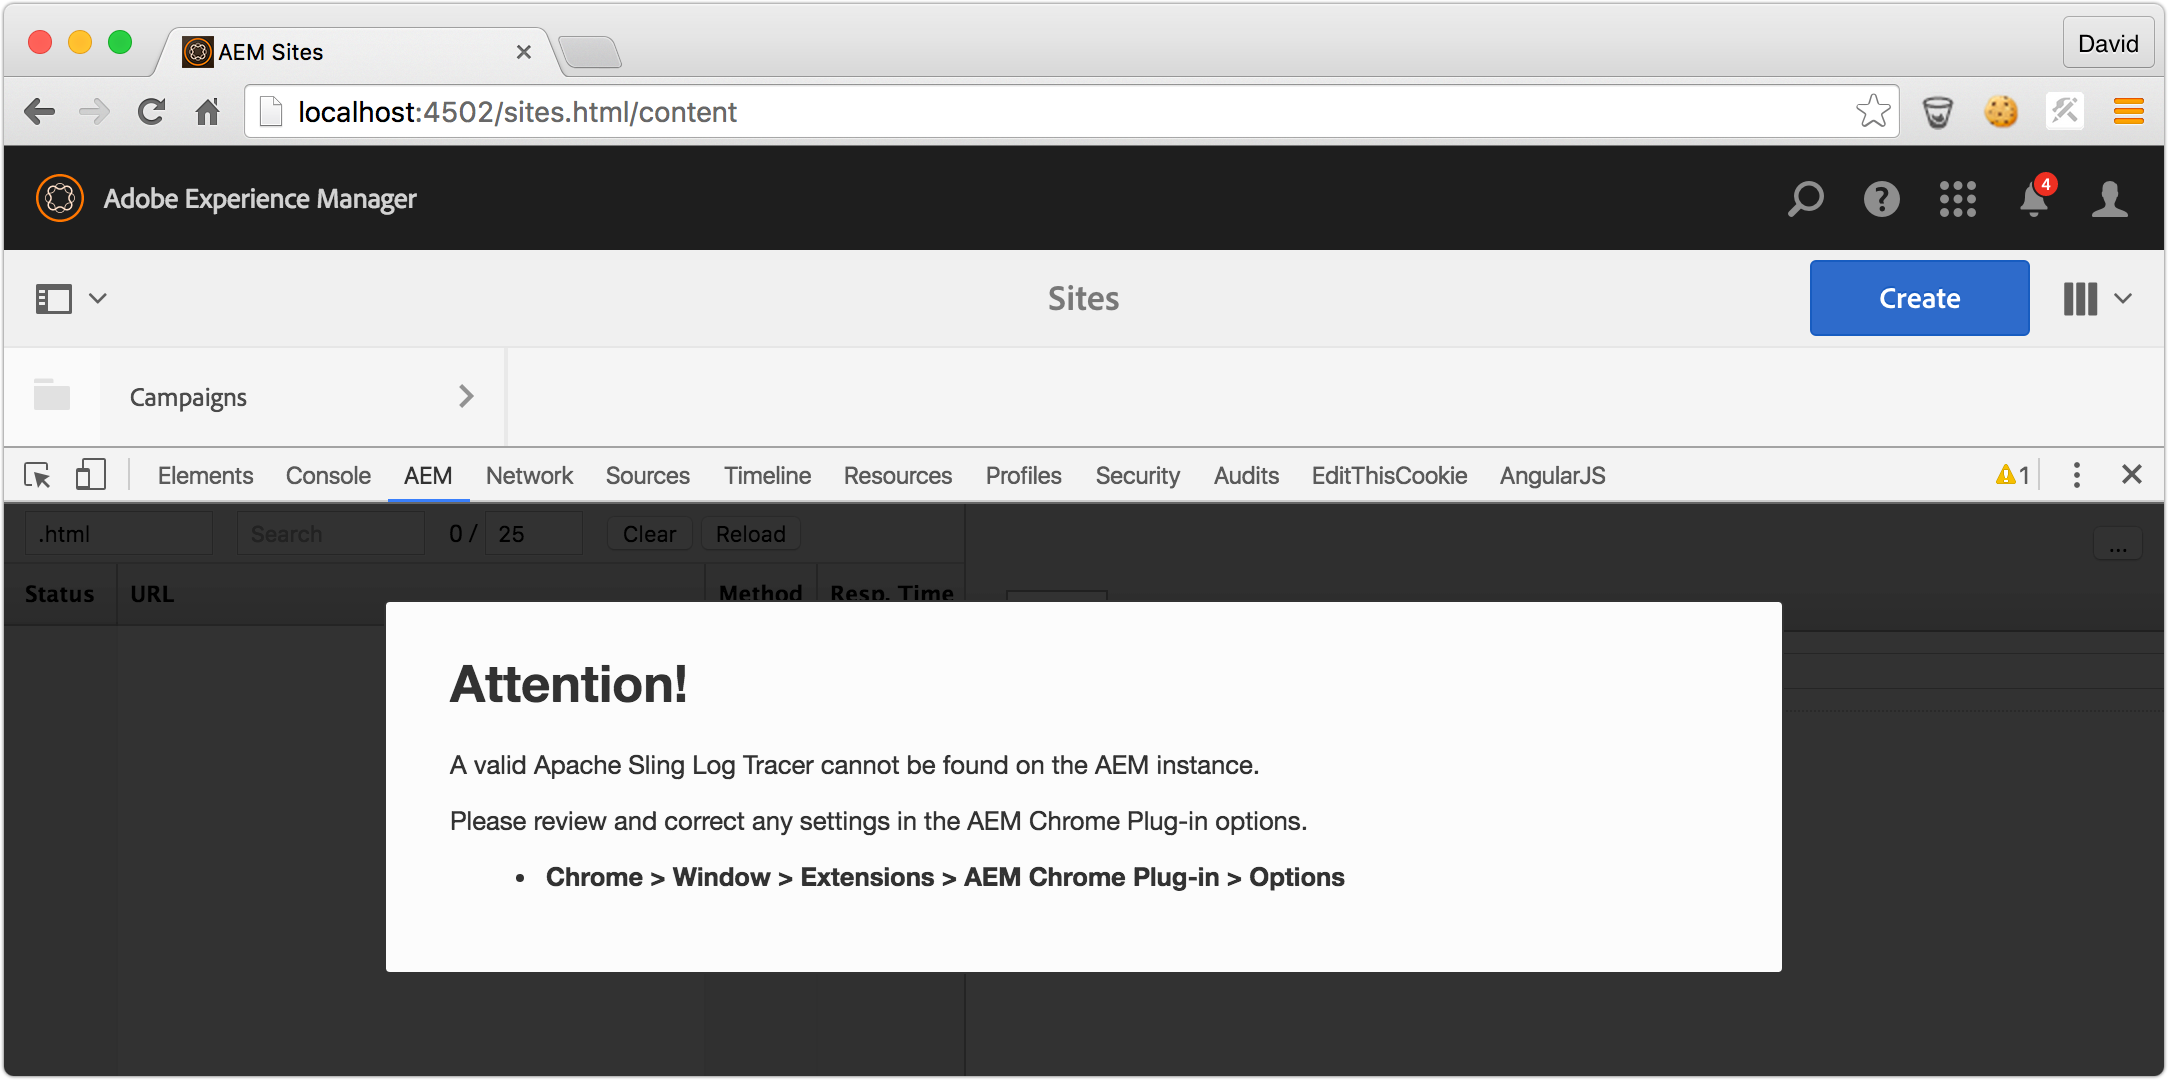 AEM Sites
David
localhost:4502/sites.html/content
Adobe Experience Manager
4
Sites
Create
Campaigns
Elements Console AEM Network Sources Timeline Resources Profiles Security Audits EditThisCookie AngularJS 1
.html Search 0 / 25 Clear Reload ...
Status URL Method Resp. Time
Attention!
A valid Apache Sling Log Tracer cannot be found on the AEM instance.
Please review and correct any settings in the AEM Chrome Plug-in options.
• Chrome > Window > Extensions > AEM Chrome Plug-in > Options